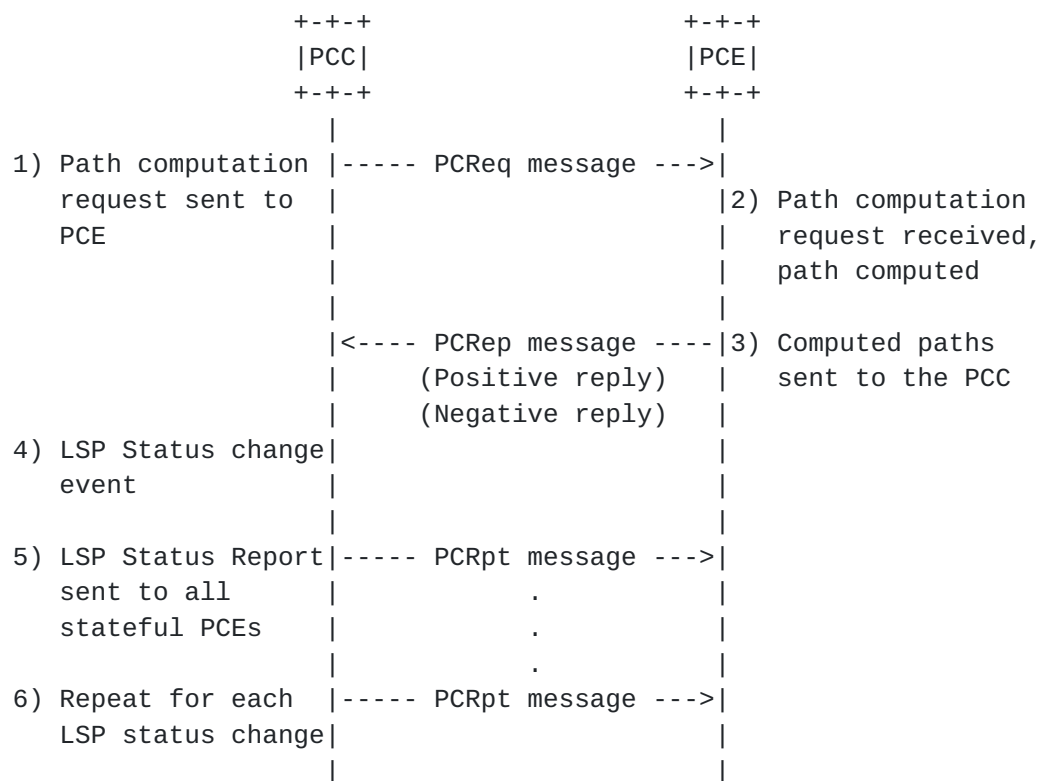 +-+-+                    +-+-+
|PCC|                    |PCE|
+-+-+                    +-+-+
|                        |
1) Path computation |----- PCReq message --->|
request sent to  |                        |2) Path computation
PCE              |                        |   request received,
|                        |   path computed
|                        |
|<---- PCRep message ----|3) Computed paths
|     (Positive reply)   |   sent to the PCC
|     (Negative reply)   |
4) LSP Status change|                        |
event            |                        |
|                        |
5) LSP Status Report|----- PCRpt message --->|
sent to all      |            .           |
stateful PCEs    |            .           |
|            .           |
6) Repeat for each  |----- PCRpt message --->|
LSP status change|                        |
|                        |